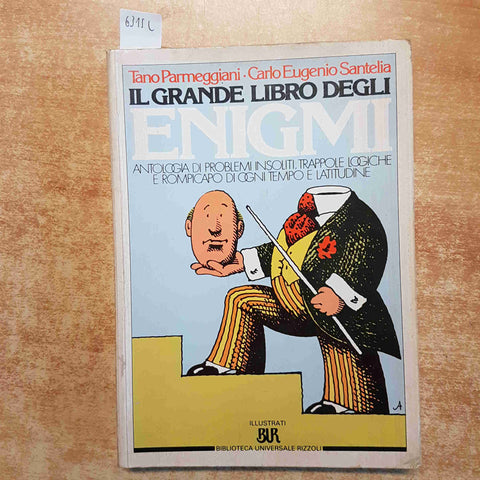 6315L
Tano Parmeggiani · Carlo Eugenio Santelia
IL GRANDE LIBRO DEGLI
ENIGMI
ANTOLOGIA DI PROBLEMI INSOLITI, TRAPPOLE LOGICHE
E ROMPICAPO DI OGNI TEMPO E LATITUDINE
A
ILLUSTRATI
BUR
BIBLIOTECA UNIVERSALE RIZZOLI